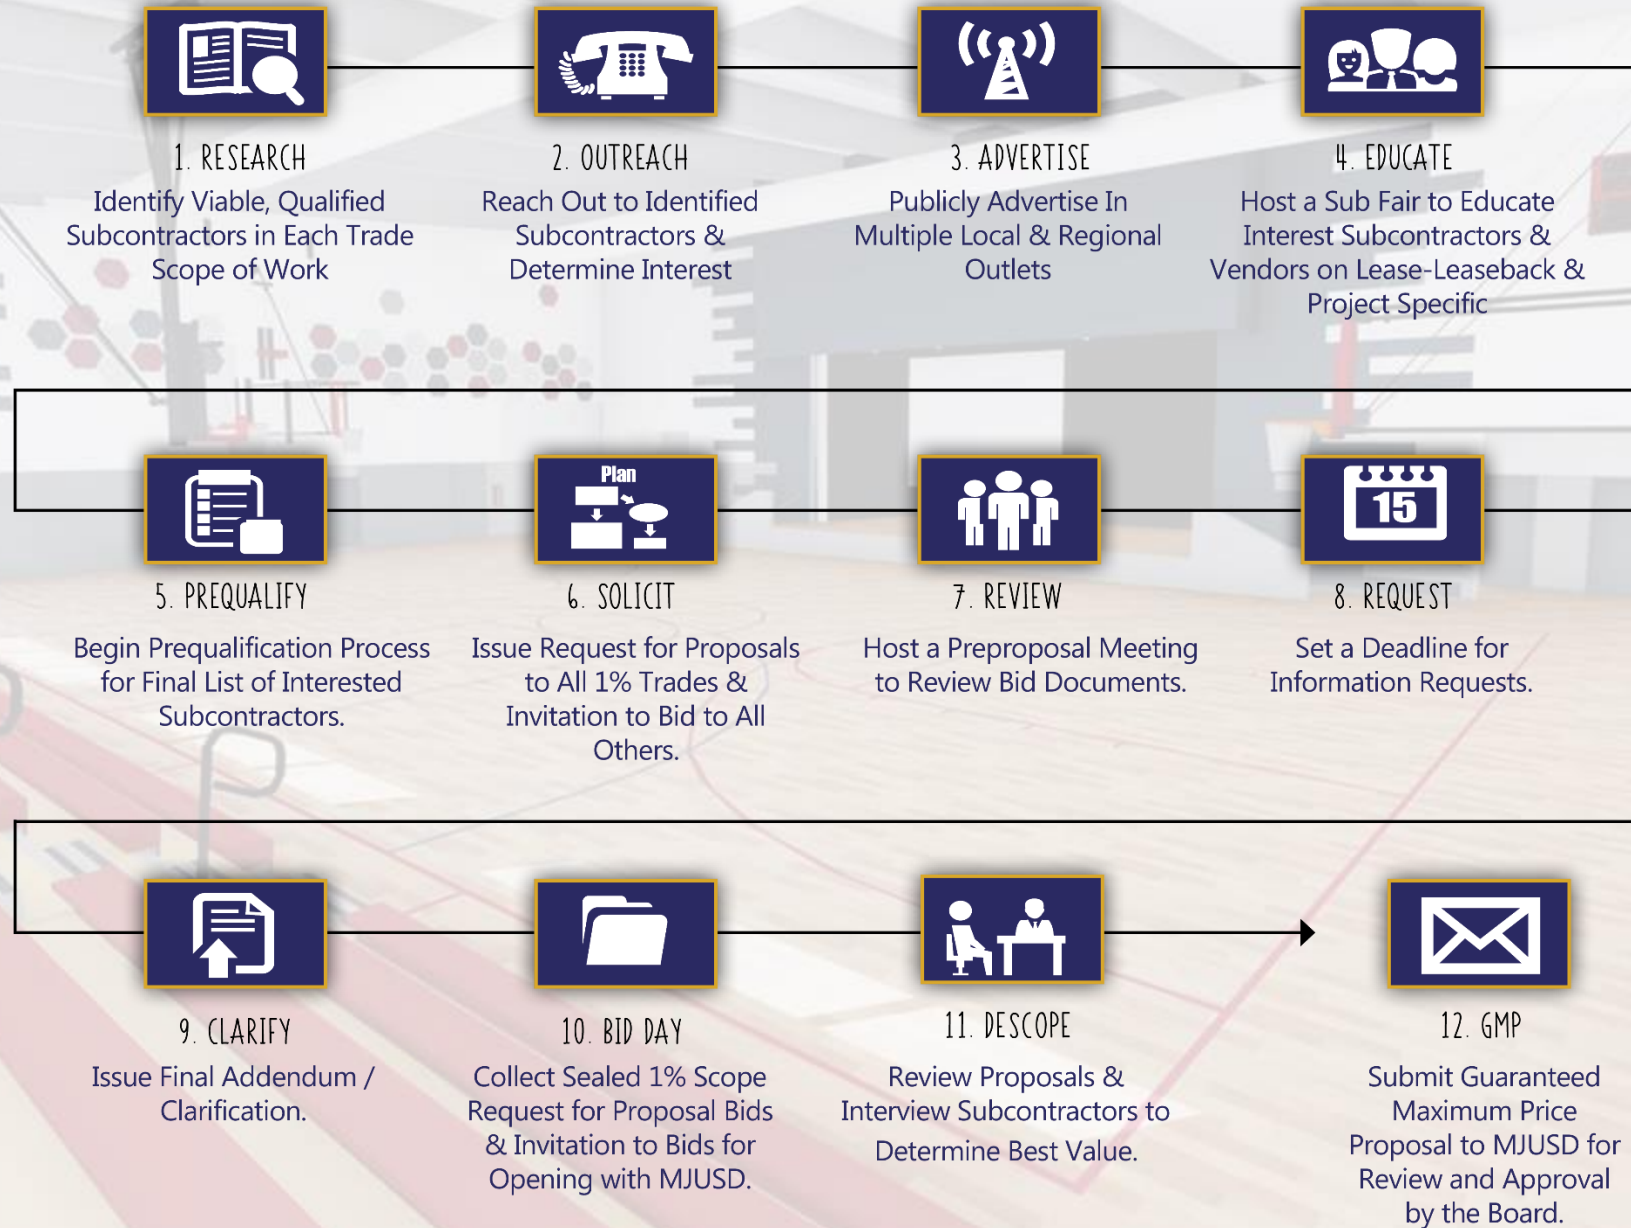 1. RESEARCH
Identify Viable, Qualified
Subcontractors in Each Trade
Scope of Work
2. OUTREACH
Reach Out to Identified
Subcontractors &
Determine Interest
3. ADVERTISE
Publicly Advertise In
Multiple Local & Regional
Outlets
4. EDUCATE
Host a Sub Fair to Educate
Interest Subcontractors &
Vendors on Lease-Leaseback &
Project Specific
5. PREQUALIFY
Begin Prequalification Process
for Final List of Interested
Subcontractors.
Plan
6. SOLICIT
Issue Request for Proposals
to All 1% Trades &
Invitation to Bid to All
Others.
7. REVIEW
Host a Preproposal Meeting
to Review Bid Documents.
15
8. REQUEST
Set a Deadline for
Information Requests.
9. CLARIFY
Issue Final Addendum /
Clarification.
10. BID DAY
Collect Sealed 1% Scope
Request for Proposal Bids
& Invitation to Bids for
Opening with MJUSD.
11. DESCOPE
Review Proposals &
Interview Subcontractors to
Determine Best Value.
12. GMP
Submit Guaranteed
Maximum Price
Proposal to MJUSD for
Review and Approval
by the Board.